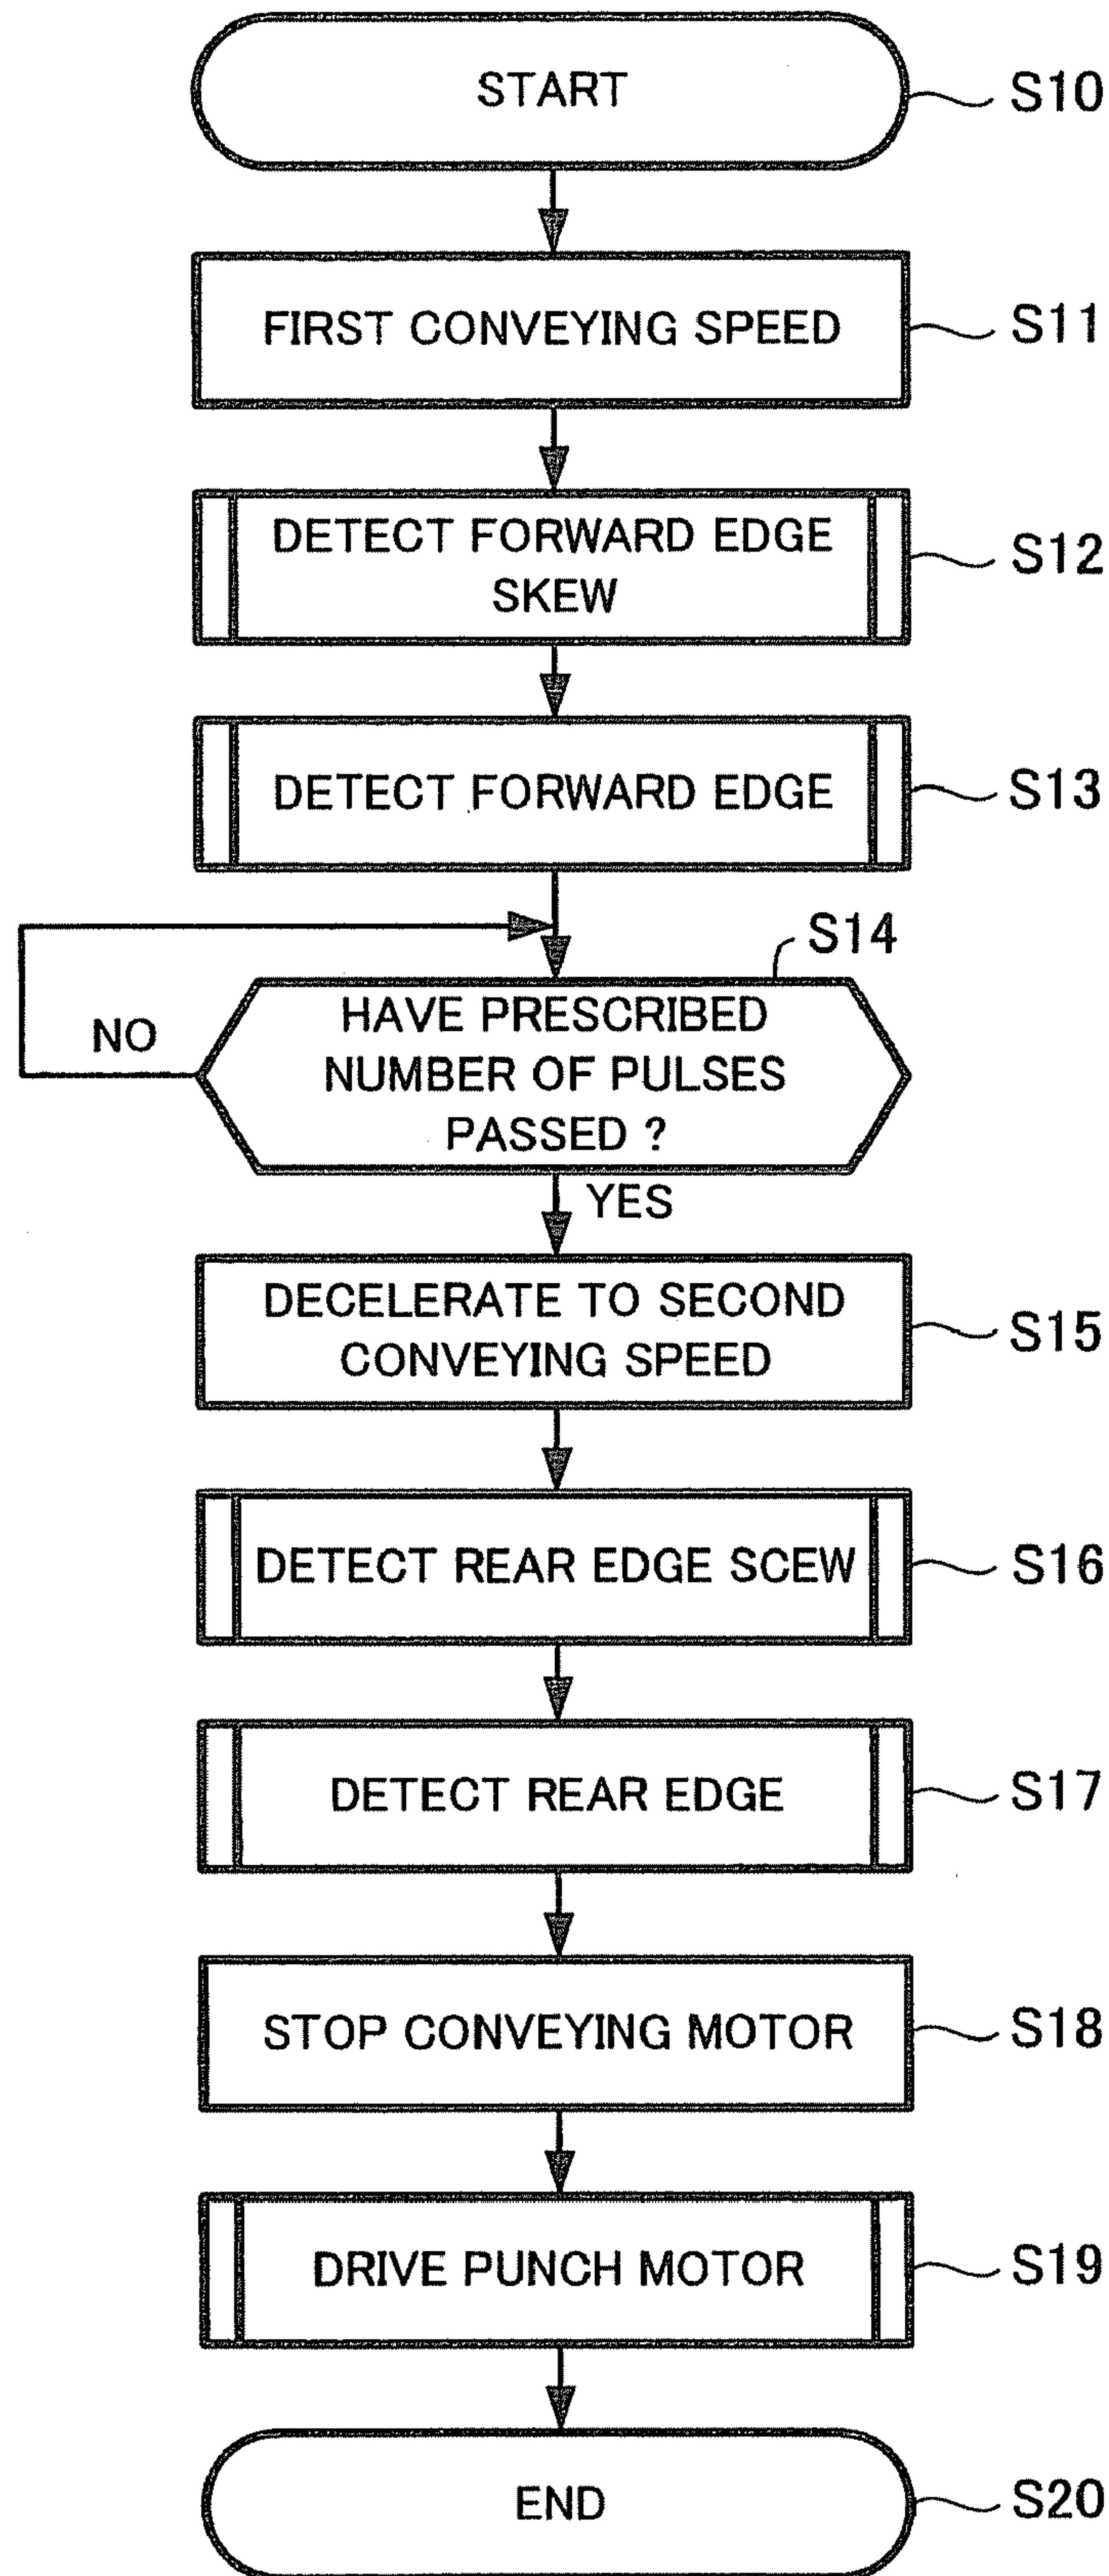 START
S10
FIRST CONVEYING SPEED
S11
DETECT FORWARD EDGE
SKEW
S12
DETECT FORWARD EDGE
S13
S14
HAVE PRESCRIBED
NUMBER OF PULSES
PASSED ?
NO
YES
DECELERATE TO SECOND
CONVEYING SPEED
S15
DETECT REAR EDGE SCEW
S16
DETECT REAR EDGE
S17
STOP CONVEYING MOTOR
S18
DRIVE PUNCH MOTOR
S19
END
S20